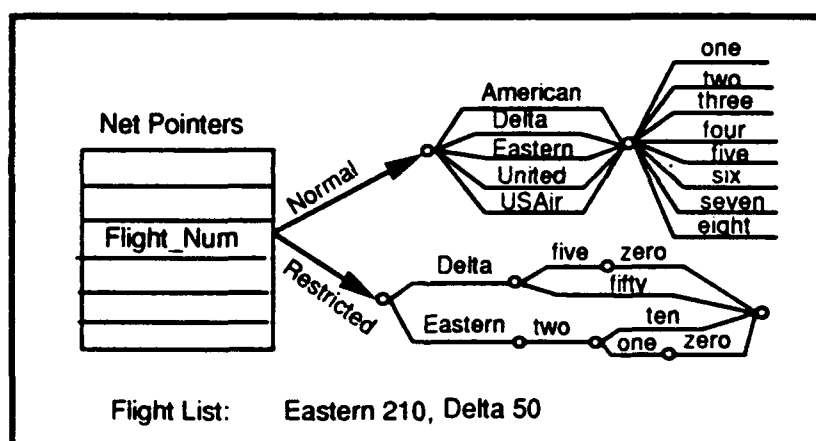 Net Pointers
Flight_Num
Normal
Restricted
American
Delta
Eastern
United
USAir
one
two
three
four
five
six
seven
eight
Delta
five zero
fifty
Eastern two
ten
one zero
Flight List: Eastern 210, Delta 50